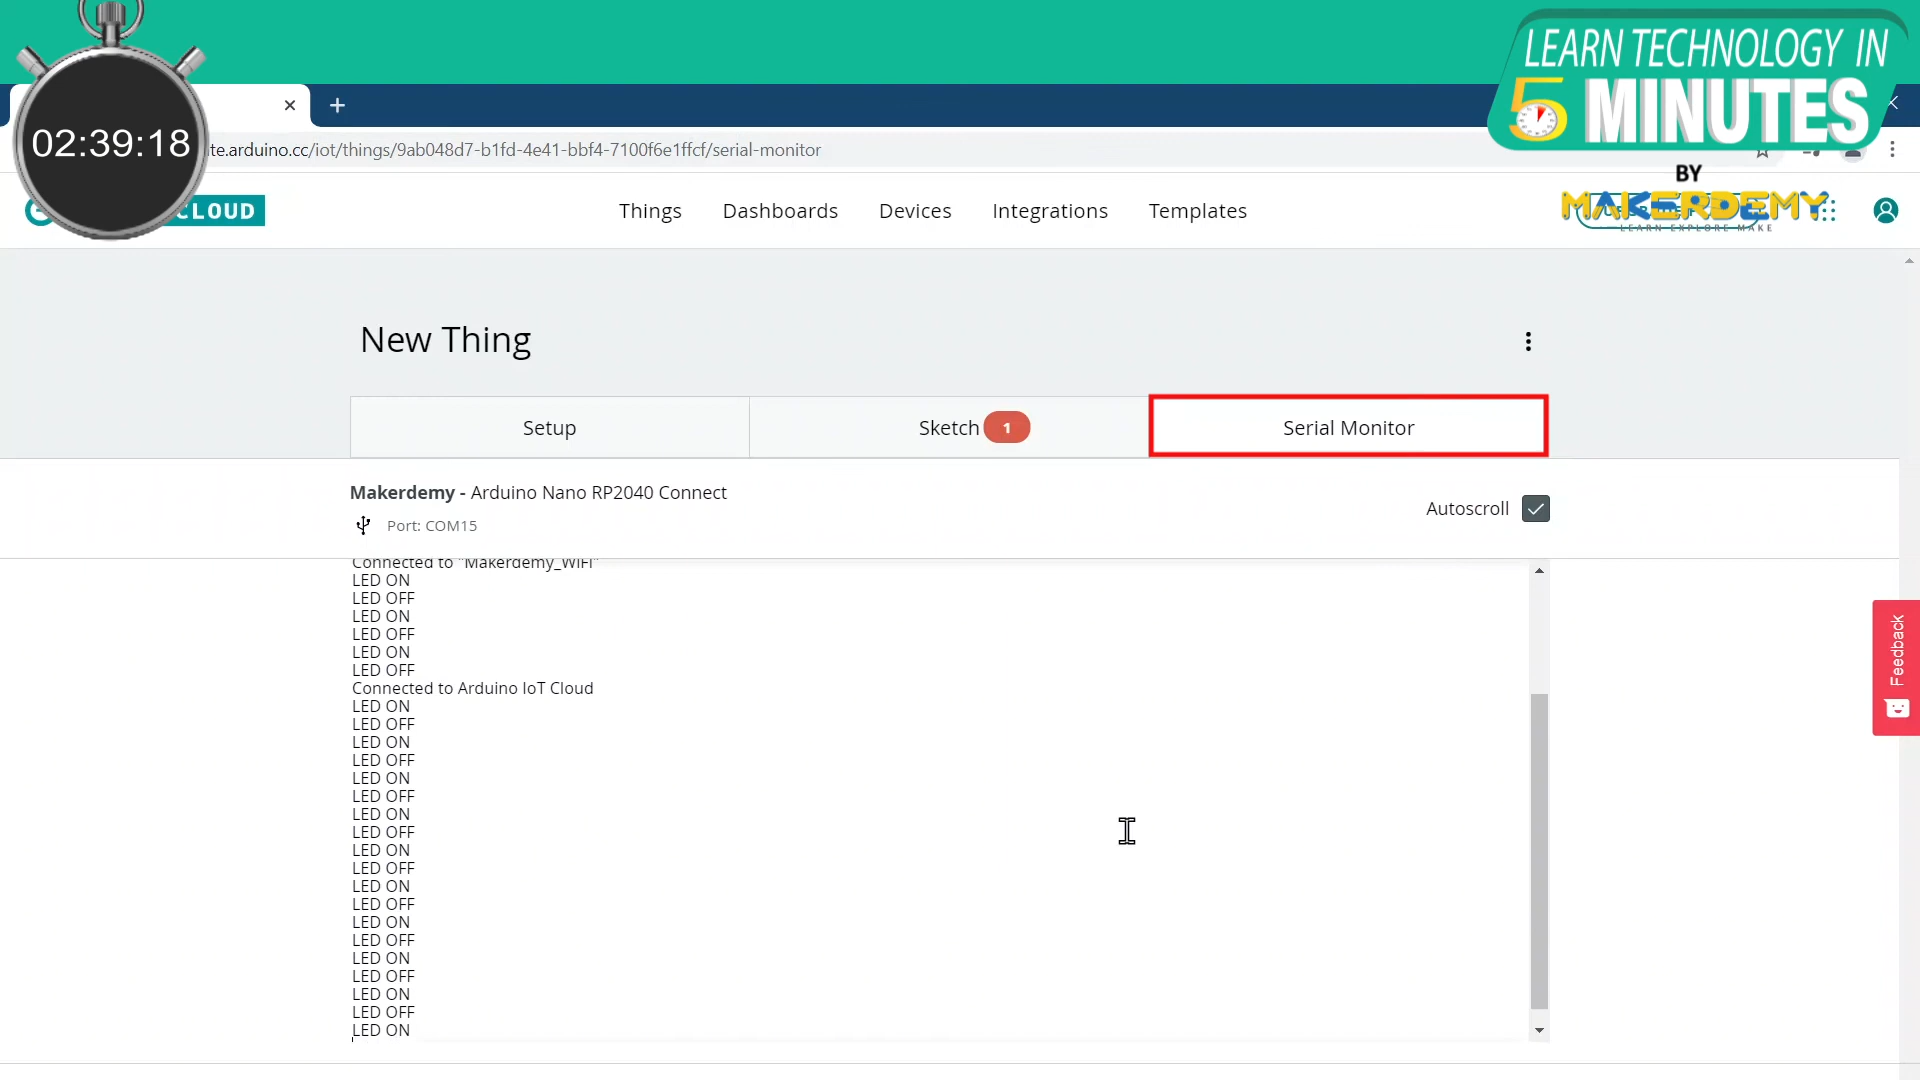 LEARN TECHNOLOGY IN
5 MINUTES
BY
MAKERDEMY
LEARN EXPLORE MAKE
02:39:18
te.arduino.cc/iot/things/9ab048d7-b1fd-4e41-bbf4-7100f6e1ffcf/serial-monitor
CLOUD
Things
Dashboards
Devices
Integrations
Templates
New Thing
Setup
Sketch
1
Serial Monitor
Makerdemy - Arduino Nano RP2040 Connect
Port: COM15
Autoscroll
Connected to "Makerdemy_WiFi"
LED ON
LED OFF
LED ON
LED OFF
LED ON
LED OFF
Connected to Arduino IoT Cloud
LED ON
LED OFF
LED ON
LED OFF
LED ON
LED OFF
LED ON
LED OFF
LED ON
LED OFF
LED ON
LED OFF
LED ON
LED OFF
LED ON
LED OFF
LED ON
LED OFF
LED ON
Feedback